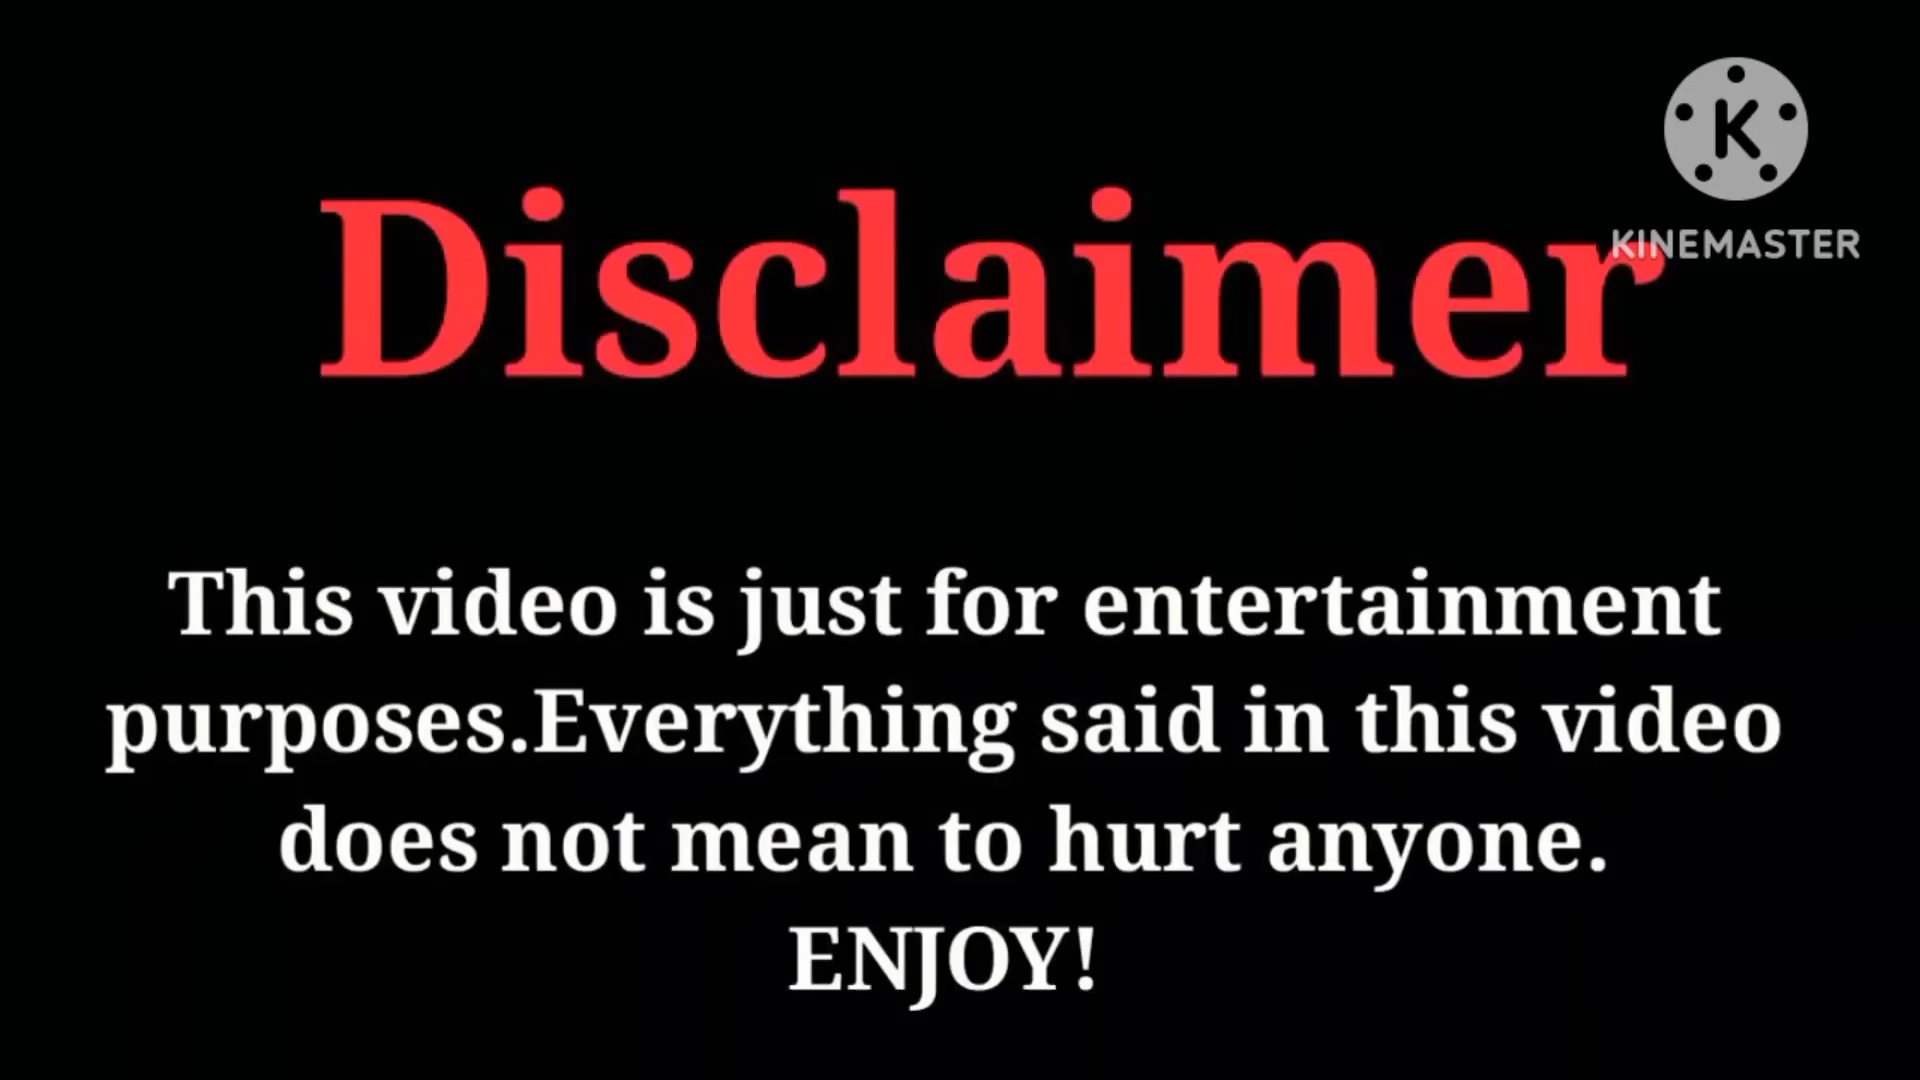 K
KINEMASTER
Disclaimer
This video is just for entertainment
purposes.Everything said in this video
does not mean to hurt anyone.
ENJOY!